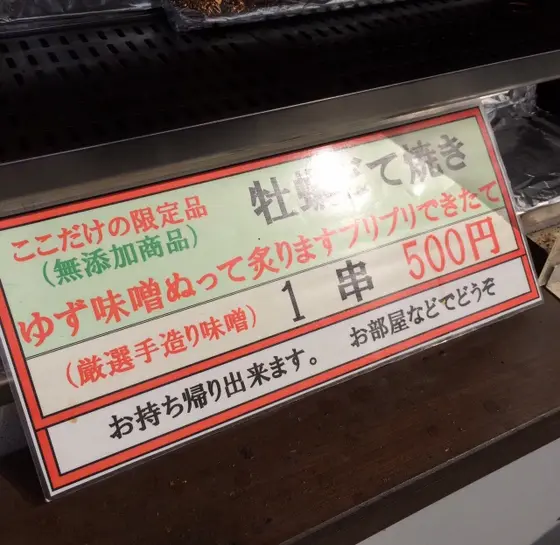 ここだけの限定品
(無添加商品)
牡蠣どて焼き
ゆず味噌ぬって炙りますプリプリできたて
(厳選手造り味噌)
1 串 500円
お持ち帰り出来ます。 お部屋などでどうぞ